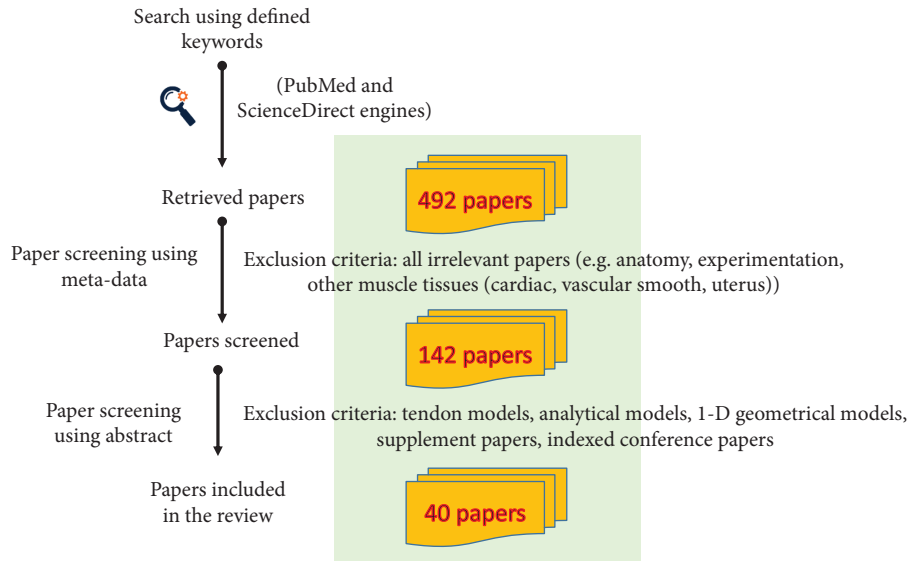 Search using defined
keywords
(PubMed and
ScienceDirect engines)
Retrieved papers
492 papers
Paper screening using
meta-data
Exclusion criteria: all irrelevant papers (e.g. anatomy, experimentation,
other muscle tissues (cardiac, vascular smooth, uterus))
Papers screened
142 papers
Paper screening
using abstract
Exclusion criteria: tendon models, analytical models, 1-D geometrical models,
supplement papers, indexed conference papers
Papers included
in the review
40 papers